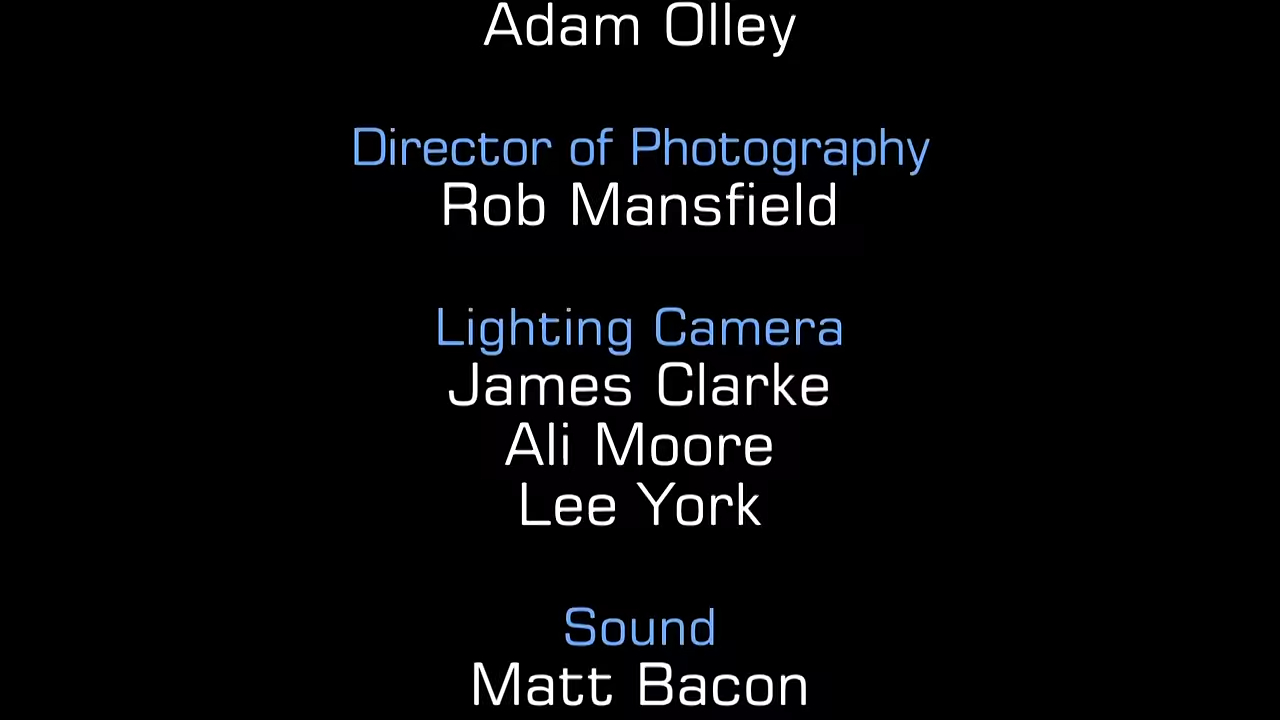 Adam Olley
Director of Photography
Rob Mansfield
Lighting Camera
James Clarke
Ali Moore
Lee York
Sound
Matt Bacon